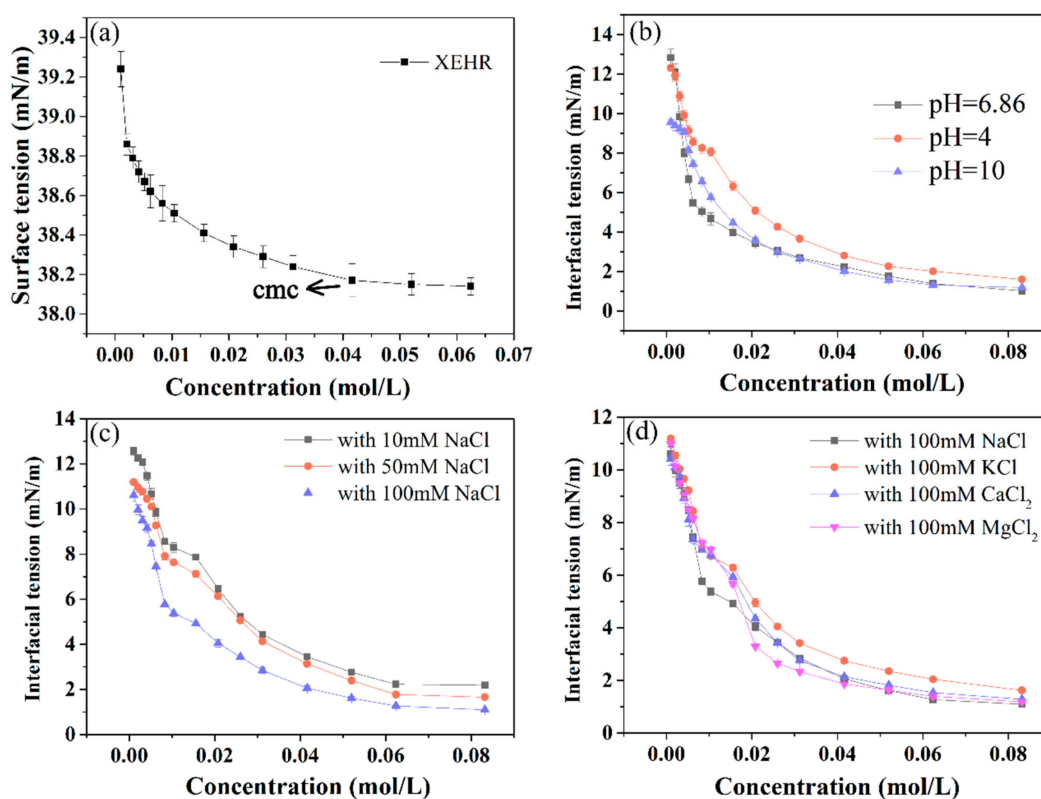 (a)
XEHR
cmc
39.4
39.2
39.0
38.8
38.6
38.4
38.2
38.0
Surface tension (mN/m)
0.00 0.01 0.02 0.03 0.04 0.05 0.06 0.07
Concentration (mol/L)
(b)
pH=6.86
pH=4
pH=10
14
12
10
8
6
4
2
0
Interfacial tension (mN/m)
0.00 0.02 0.04 0.06 0.08
Concentration (mol/L)
(c)
with 10mM NaCl
with 50mM NaCl
with 100mM NaCl
14
12
10
8
6
4
2
0
Interfacial tension (mN/m)
0.00 0.02 0.04 0.06 0.08
Concentration (mol/L)
(d)
with 100mM NaCl
with 100mM KCl
with 100mM CaCl₂
with 100mM MgCl₂
12
10
8
6
4
2
0
Interfacial tension (mN/m)
0.00 0.02 0.04 0.06 0.08
Concentration (mol/L)